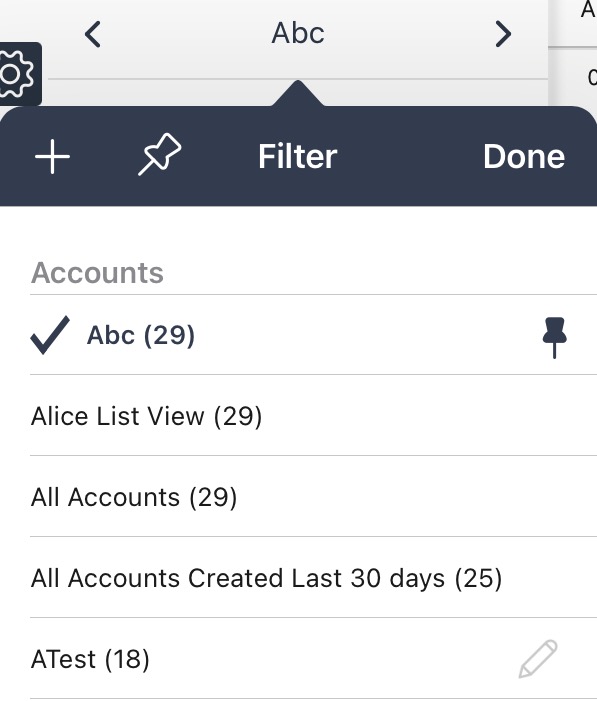 Abc
Filter
Done
Accounts
Abc (29)
Alice List View (29)
All Accounts (29)
All Accounts Created Last 30 days (25)
ATest (18)